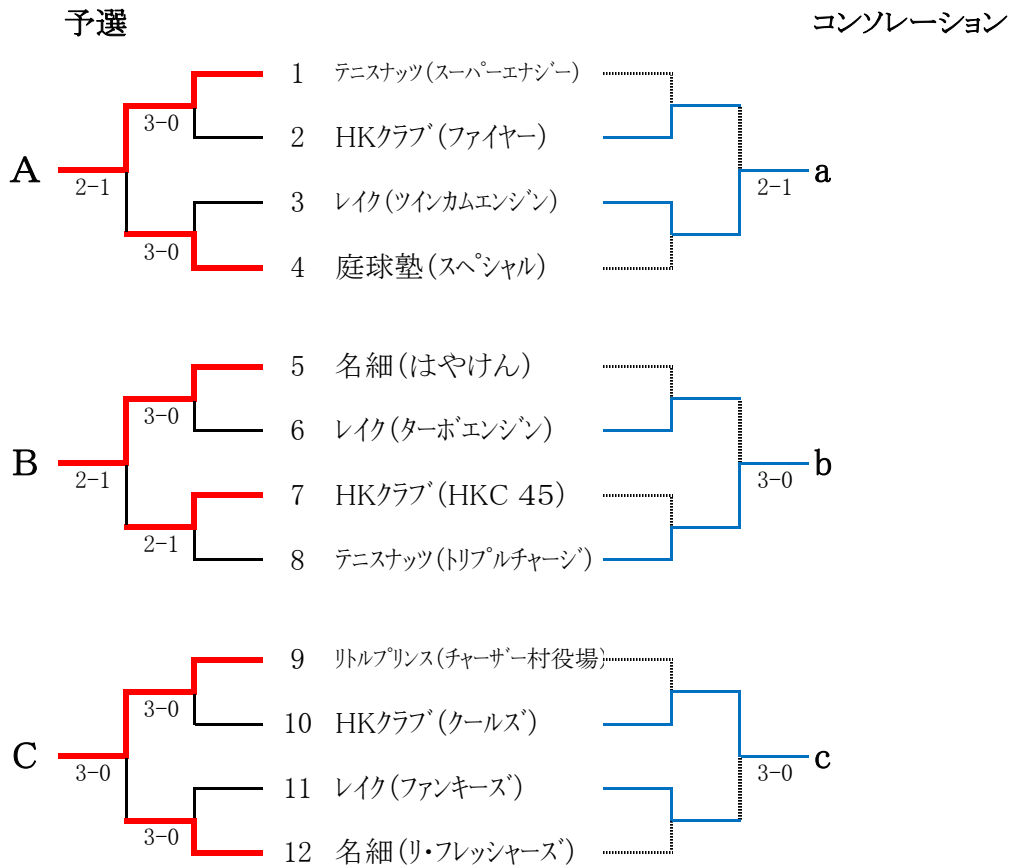 予選 コンソレーション
1 テニスナッツ(スーパーエナジー)
3-0
2 HKクラブ(ファイヤー)
A 2-1 2-1 a
3 レイク(ツインカムエンジン)
3-0
4 庭球塾(スペシャル)
5 名細(はやけん)
3-0
6 レイク(ターボエンジン)
B 2-1 3-0 b
7 HKクラブ(HKC 45)
2-1
8 テニスナッツ(トリプルチャージ)
9 リトルプリンス(チャーザー村役場)
3-0
10 HKクラブ(クールズ)
C 3-0 3-0 c
11 レイク(ファンキーズ)
3-0
12 名細(リ・フレッシャーズ)